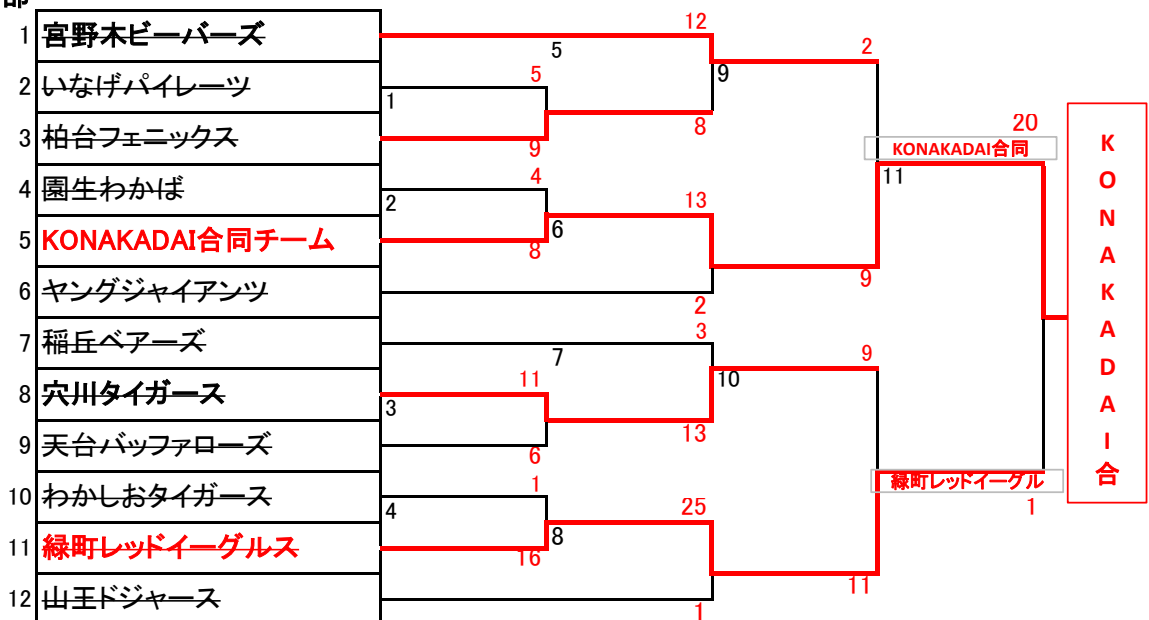 部
1 宮野木ビーバーズ
2 いなげパイレーツ
3 柏台フェニックス
4 園生わかば
5 KONAKADAI合同チーム
6 ヤングジャイアンツ
7 稲丘ベアーズ
8 穴川タイガース
9 天台バッファローズ
10 わかしおタイガース
11 緑町レッドイーグルス
12 山王ドジャース
1
5
9
2
4
8
3
11
6
4
1
16
5
12
8
6
13
2
7
3
13
8
25
1
9
2
9
10
9
11
11
KONAKADAI合同
20
緑町レッドイーグル
1
K
O
N
A
K
A
D
A
I
合